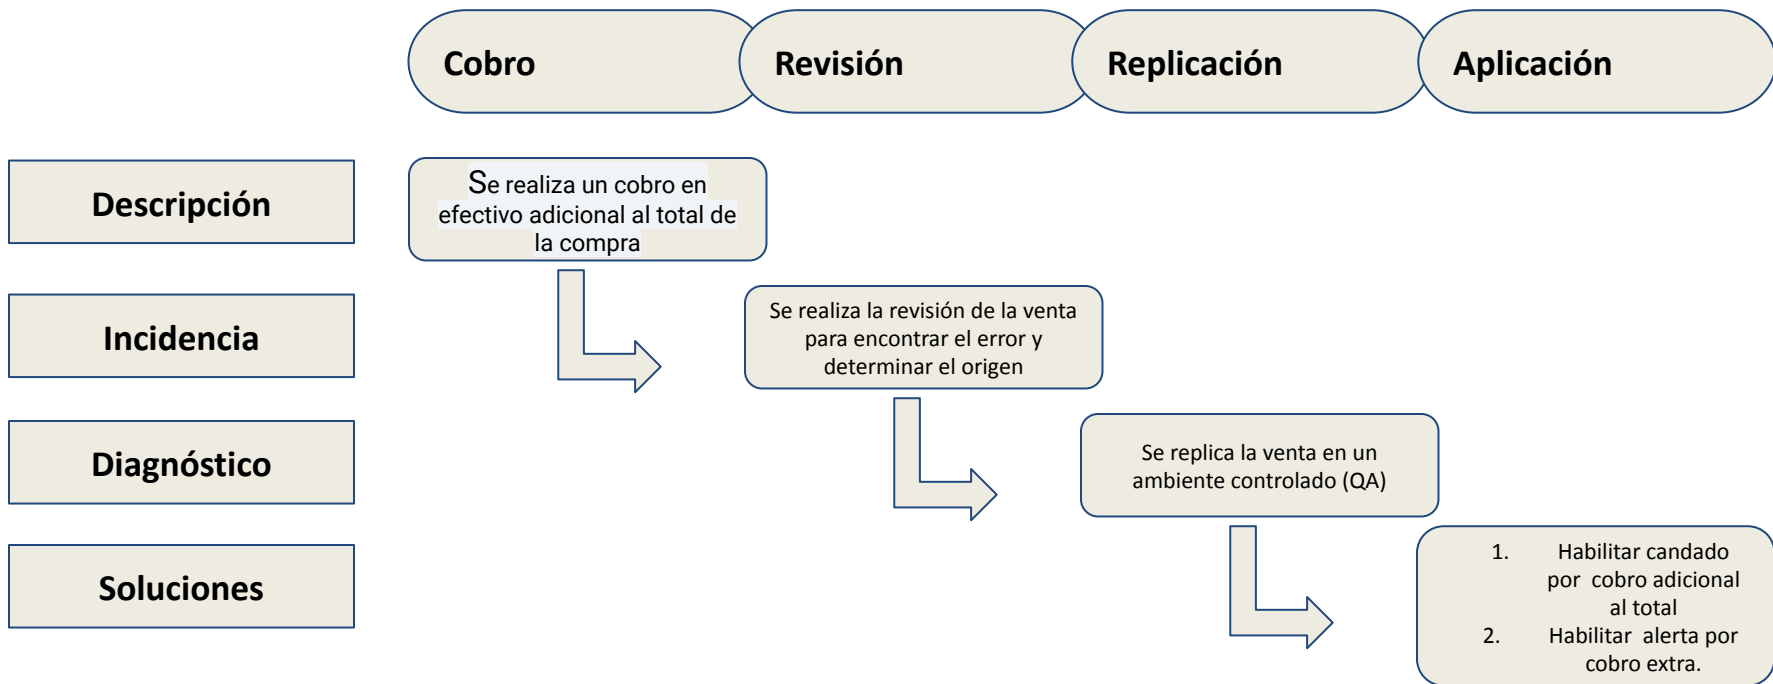 Cobro
Revisión
Replicación
Aplicación
Descripción
Se realiza un cobro en
efectivo adicional al total de
la compra
Incidencia
Se realiza la revisión de la venta
para encontrar el error y
determinar el origen
Diagnóstico
Se replica la venta en un
ambiente controlado (QA)
Soluciones
1. Habilitar candado
por cobro adicional
al total
2. Habilitar alerta por
cobro extra.